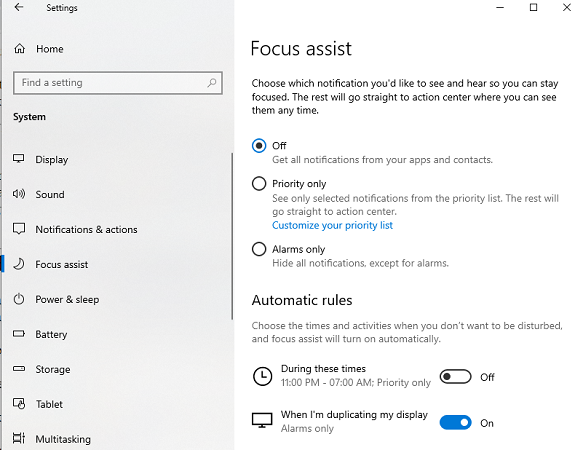 Settings
Home
Find a setting
System
Display
Sound
Notifications & actions
Focus assist
Power & sleep
Battery
Storage
Tablet
Multitasking
Focus assist
Choose which notification you'd like to see and hear so you can stay
focused. The rest will go straight to action center where you can see
them any time.
Off
Get all notifications from your apps and contacts.
Priority only
See only selected notifications from the priority list. The rest will
go straight to action center.
Customize your priority list
Alarms only
Hide all notifications, except for alarms.
Automatic rules
Choose the times and activities when you don't want to be disturbed,
and focus assist will turn on automatically.
During these times
11:00 PM - 07:00 AM; Priority only
Off
When I'm duplicating my display
Alarms only
On